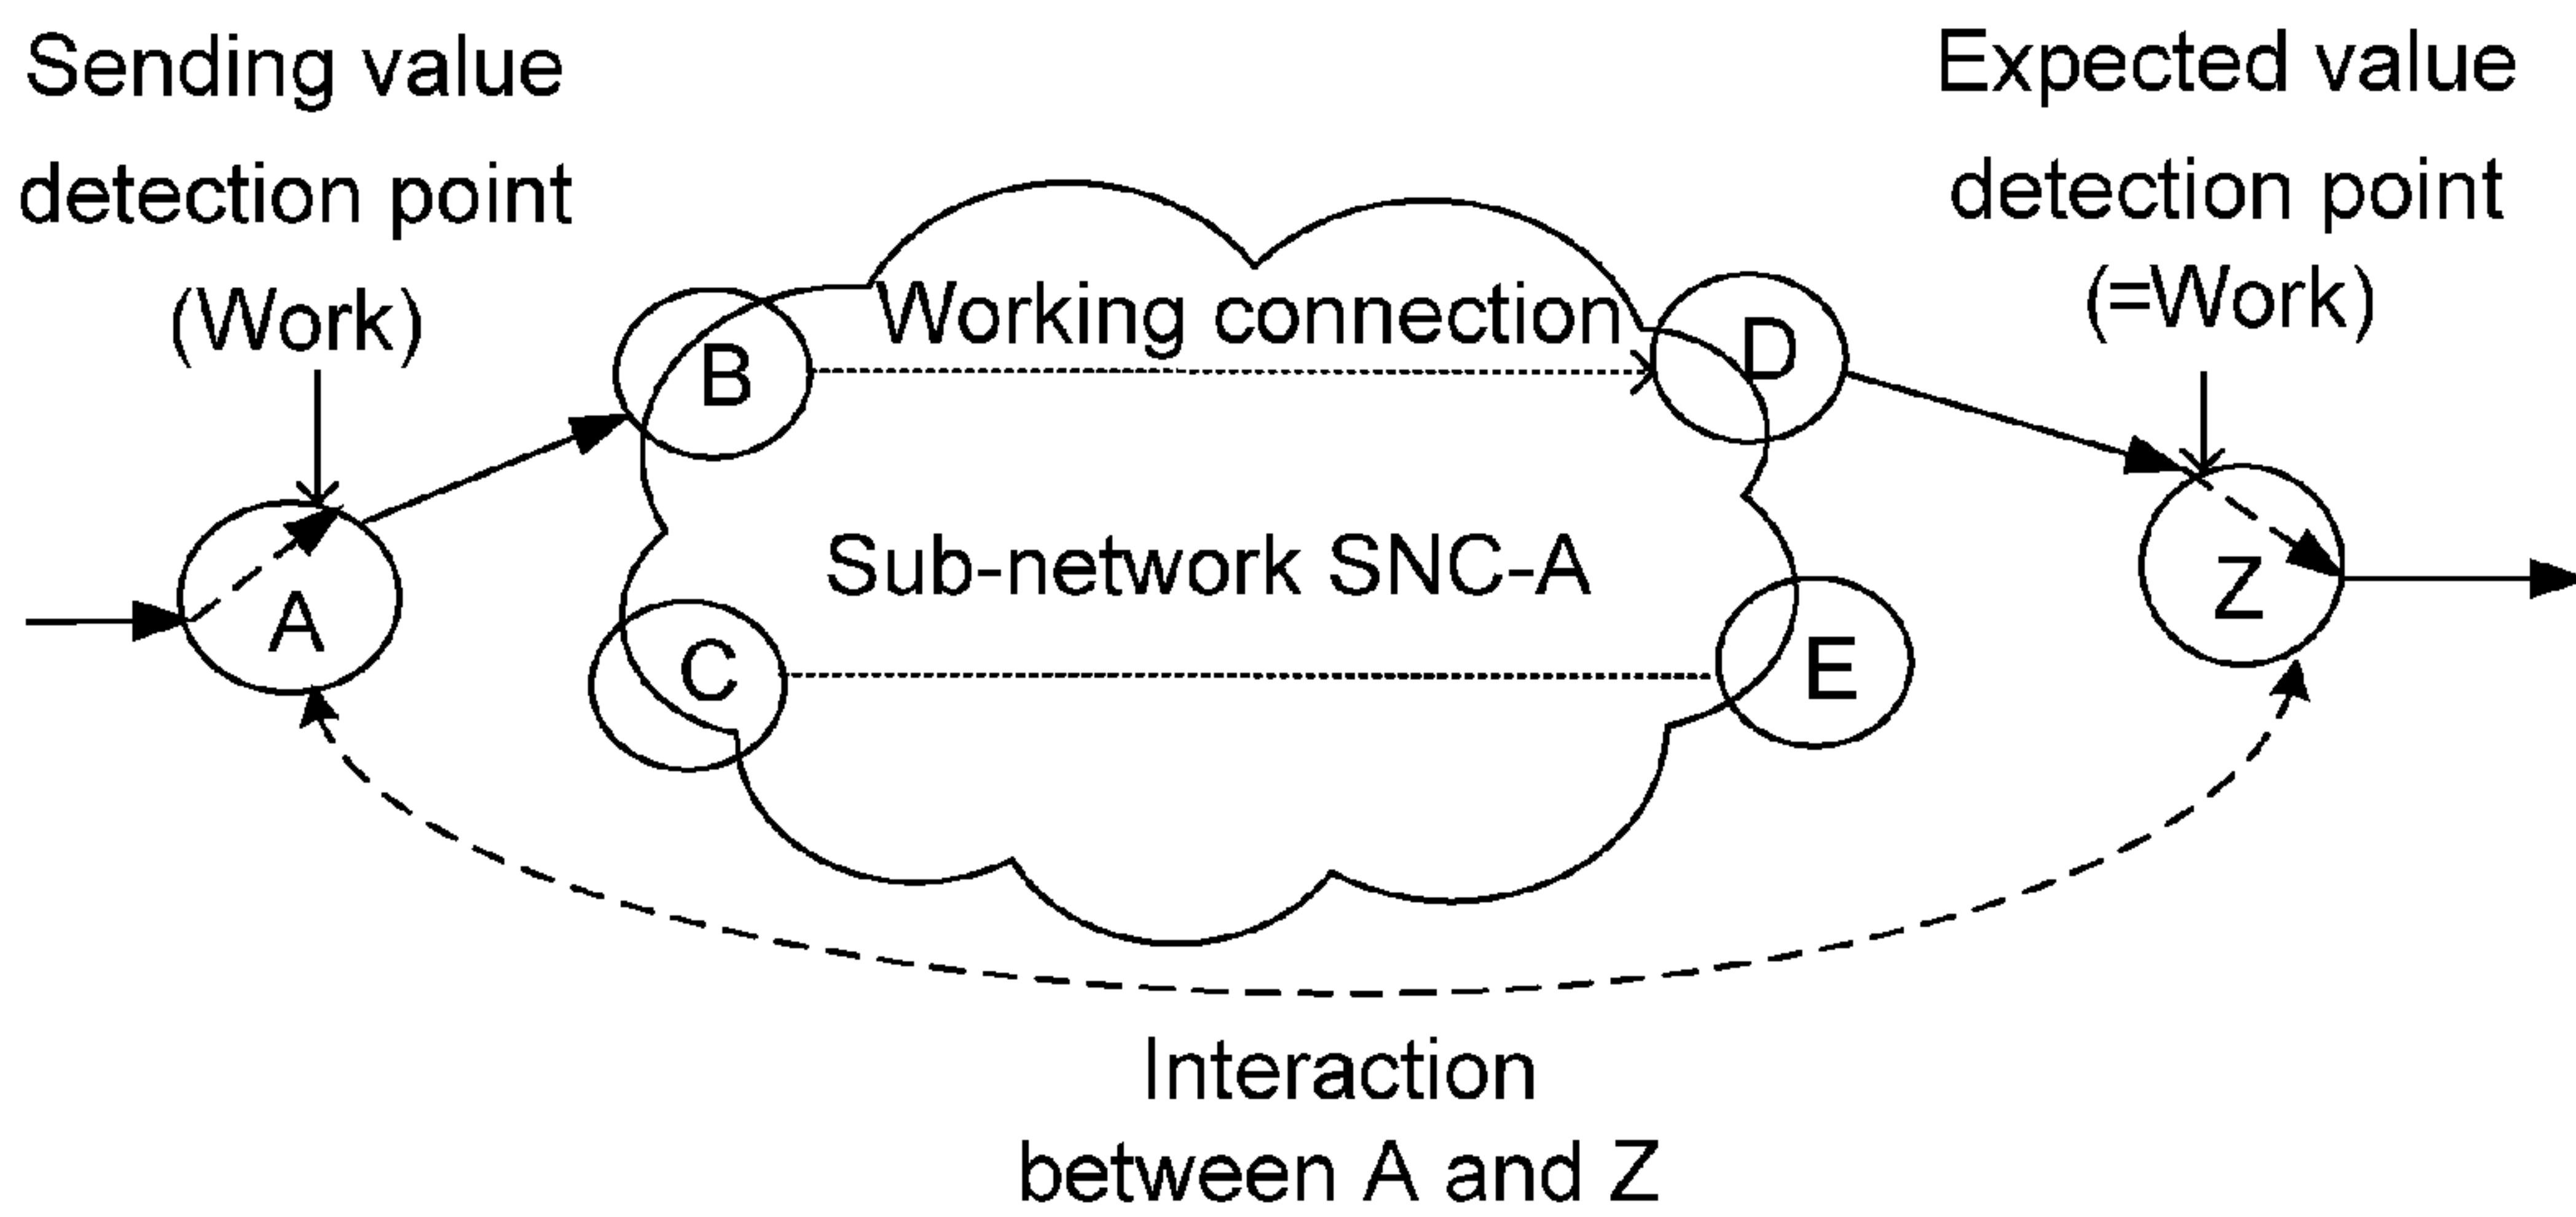 Sending value
detection point
(Work)
Expected value
detection point
(=Work)
Working connection
B
D
Sub-network SNC-A
A
Z
C
E
Interaction
between A and Z